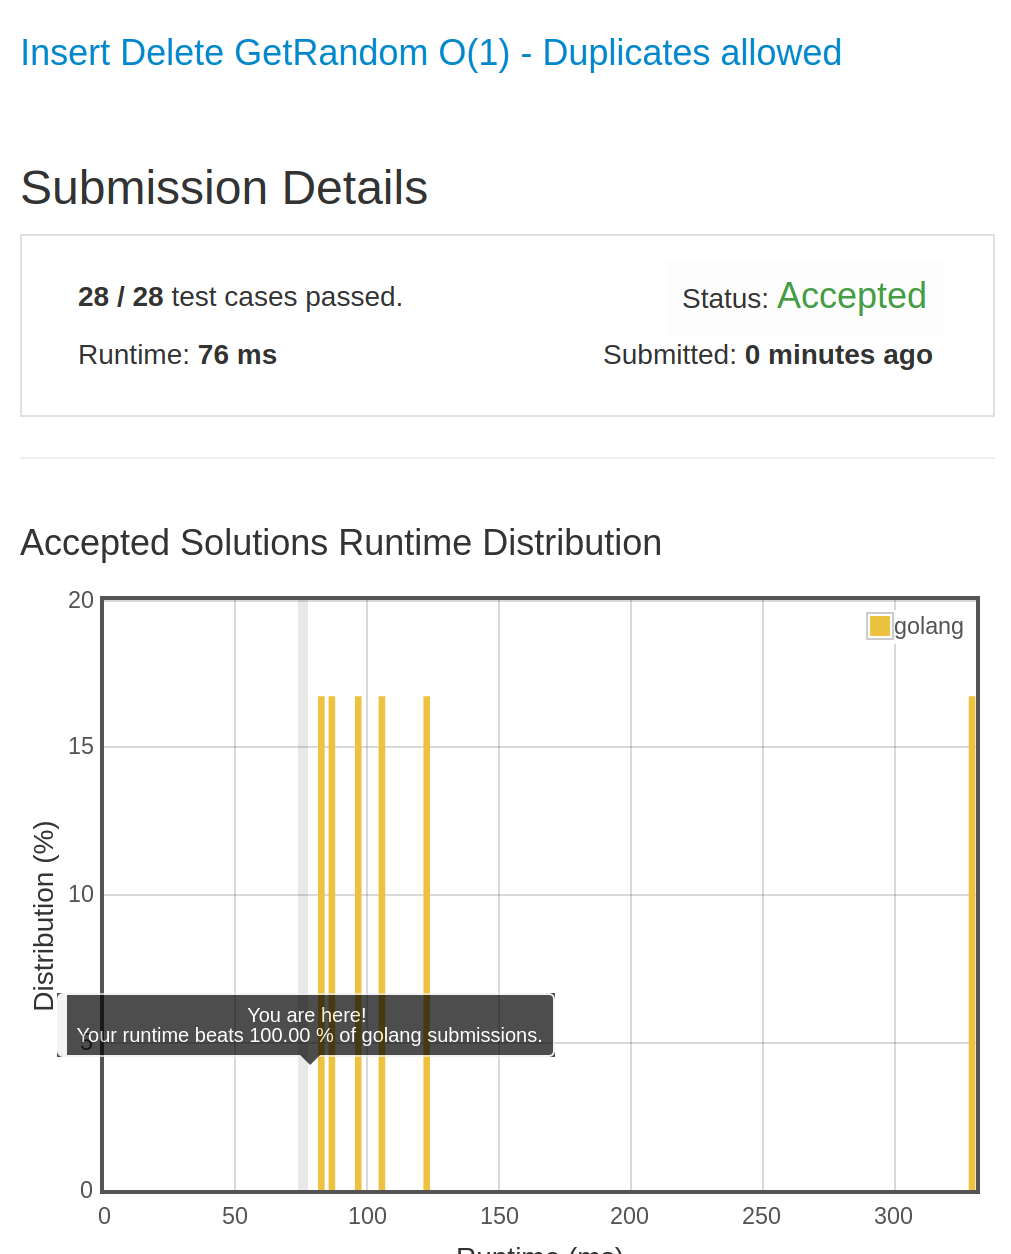 Insert Delete GetRandom O(1) - Duplicates allowed
Submission Details
28 / 28 test cases passed.
Status: Accepted
Runtime: 76 ms
Submitted: 0 minutes ago
Accepted Solutions Runtime Distribution
golang
20
15
10
5
0
Distribution (%)
You are here!
Your runtime beats 100.00 % of golang submissions.
0 50 100 150 200 250 300
Runtime (ms)